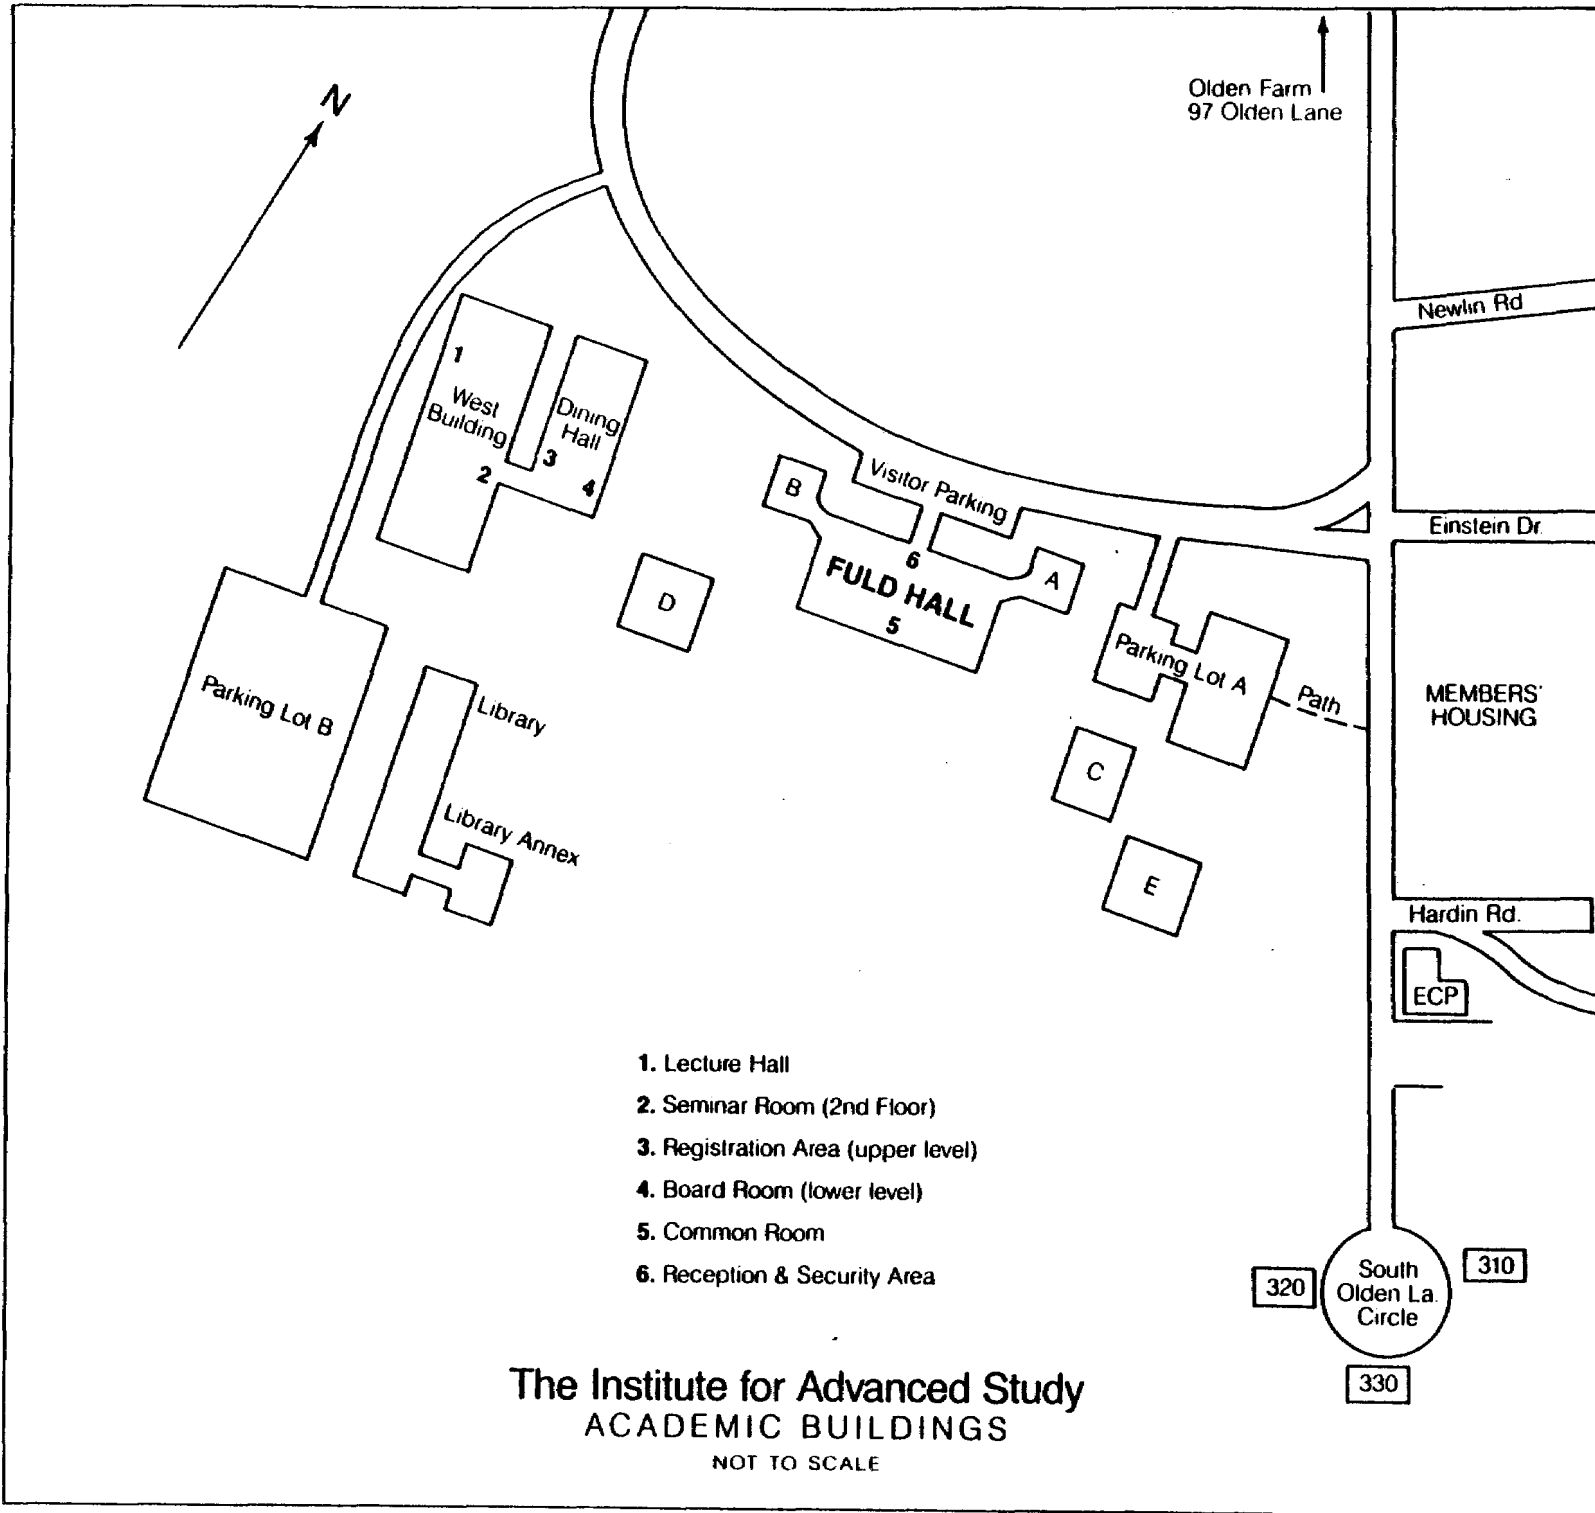 N
Olden Farm
97 Olden Lane
Newlin Rd
1
West
Building
2
Dining
Hall
3
4
Visitor Parking
B
6
FULD HALL
5
A
Einstein Dr.
D
Parking Lot A
Path
MEMBERS'
HOUSING
Parking Lot B
Library
Library Annex
C
E
Hardin Rd.
ECP
1. Lecture Hall
2. Seminar Room (2nd Floor)
3. Registration Area (upper level)
4. Board Room (lower level)
5. Common Room
6. Reception & Security Area
320
South
Olden La.
Circle
310
330
The Institute for Advanced Study
ACADEMIC BUILDINGS
NOT TO SCALE